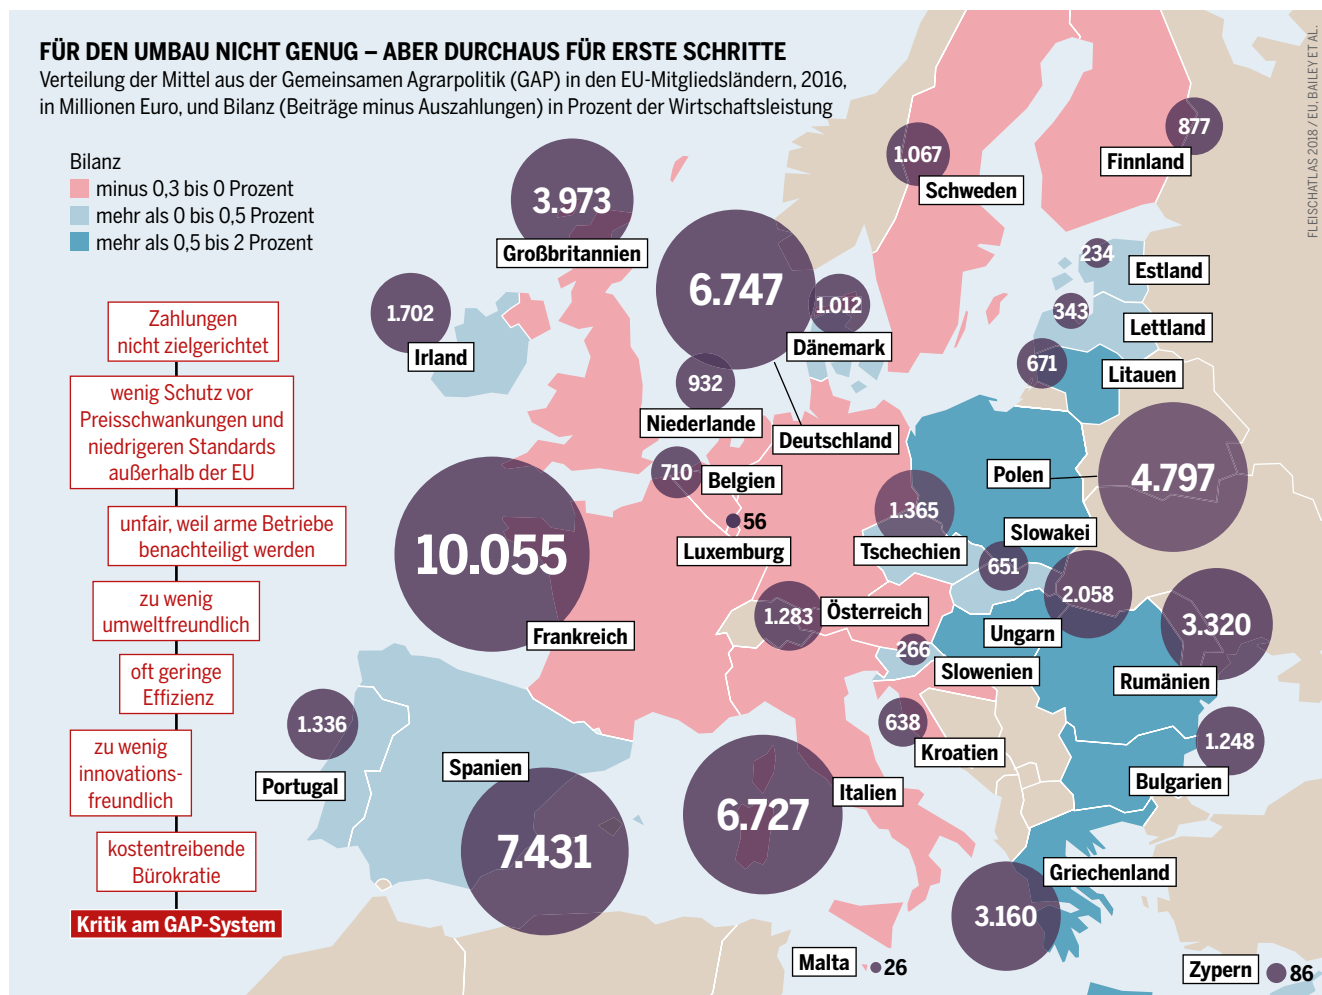 FÜR DEN UMBAU NICHT GENUG – ABER DURCHAUS FÜR ERSTE SCHRITTE
Verteilung der Mittel aus der Gemeinsamen Agrarpolitik (GAP) in den EU-Mitgliedsländern, 2016,
in Millionen Euro, und Bilanz (Beiträge minus Auszahlungen) in Prozent der Wirtschaftsleistung
FLEISCHATLAS 2018 / EU, BAILEY ET AL.
Bilanz
minus 0,3 bis 0 Prozent
mehr als 0 bis 0,5 Prozent
mehr als 0,5 bis 2 Prozent
Zahlungen
nicht zielgerichtet
wenig Schutz vor
Preisschwankungen und
niedrigeren Standards
außerhalb der EU
unfair, weil arme Betriebe
benachteiligt werden
zu wenig
umweltfreundlich
oft geringe
Effizienz
zu wenig
innovations-
freundlich
kostentreibende
Bürokratie
Kritik am GAP-System
877
Finnland
1.067
Schweden
3.973
Großbritannien
234
Estland
6.747
Deutschland
1.012
Dänemark
1.702
Irland
343
Lettland
671
Litauen
932
Niederlande
710
Belgien
Polen
4.797
56
Luxemburg
1.365
Tschechien
Slowakei
651
10.055
Frankreich
1.283
Österreich
2.058
Ungarn
3.320
Rumänien
266
Slowenien
638
Kroatien
1.336
Portugal
Spanien
7.431
6.727
Italien
1.248
Bulgarien
Griechenland
3.160
Malta
26
Zypern
86